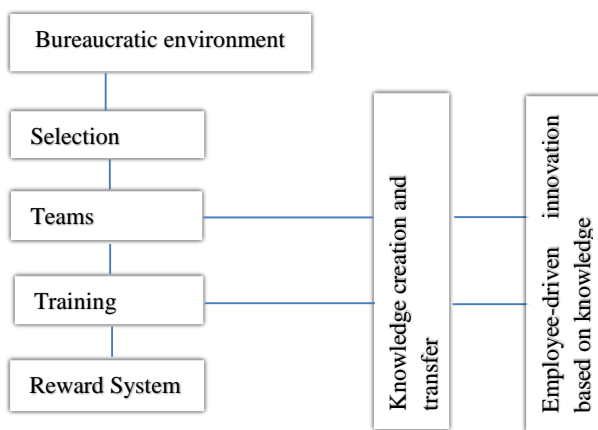 Bureaucratic environment
Selection
Teams
Training
Reward System
Knowledge creation and
transfer
Employee-driven innovation
based on knowledge